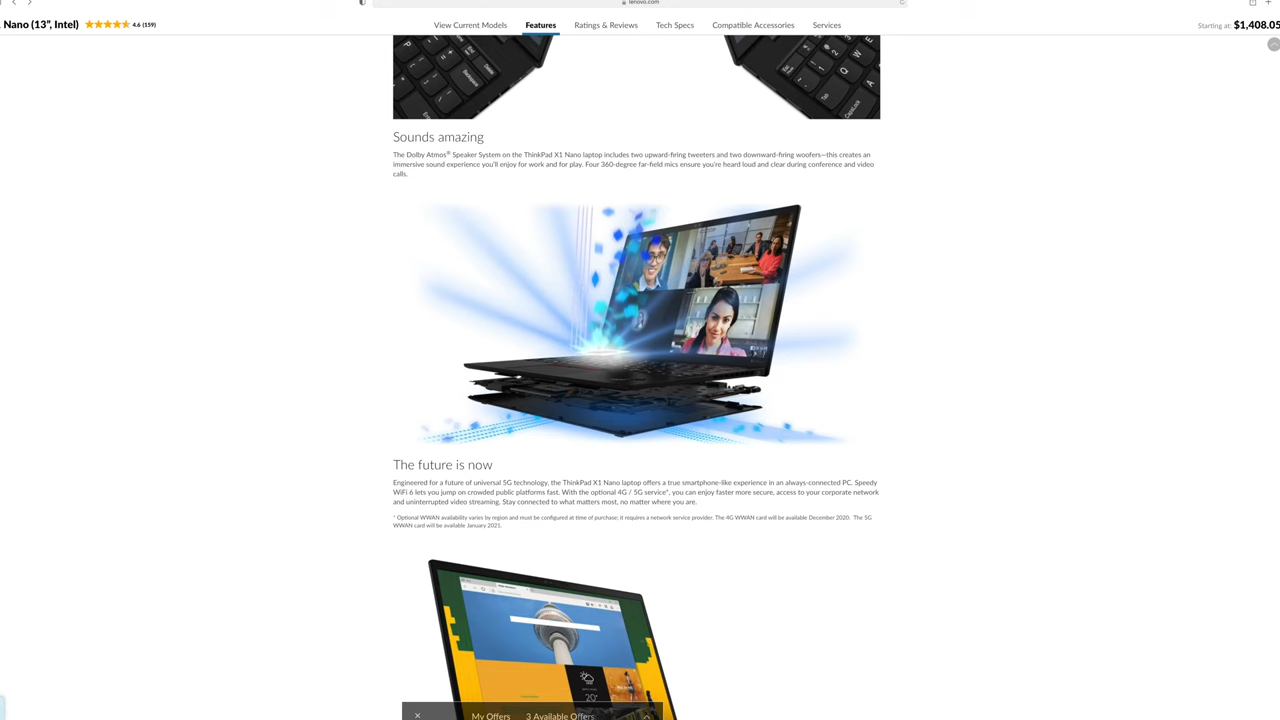 lenovo.com
Nano (13”, Intel) 4.6 (159)
View Current Models Features Ratings & Reviews Tech Specs Compatible Accessories Services
Starting at: $1,408.05
P End Insert Delete Backspace
Esc Tab CapsLock Q W E A 2
Sounds amazing
The Dolby Atmos® Speaker System on the ThinkPad X1 Nano laptop includes two upward-firing tweeters and two downward-firing woofers—this creates an
immersive sound experience you'll enjoy for work and for play. Four 360-degree far-field mics ensure you're heard loud and clear during conference and video
calls.
The future is now
Engineered for a future of universal 5G technology, the ThinkPad X1 Nano laptop offers a true smartphone-like experience in an always-connected PC. Speedy
WiFi 6 lets you jump on crowded public platforms fast. With the optional 4G / 5G service*, you can enjoy faster more secure, access to your corporate network
and uninterrupted video streaming. Stay connected to what matters most, no matter where you are.
* Optional WWAN availability varies by region and must be configured at time of purchase; it requires a network service provider. The 4G WWAN card will be available December 2020. The 5G
WWAN card will be available January 2021.
20°
My Offers 3 Available Offers